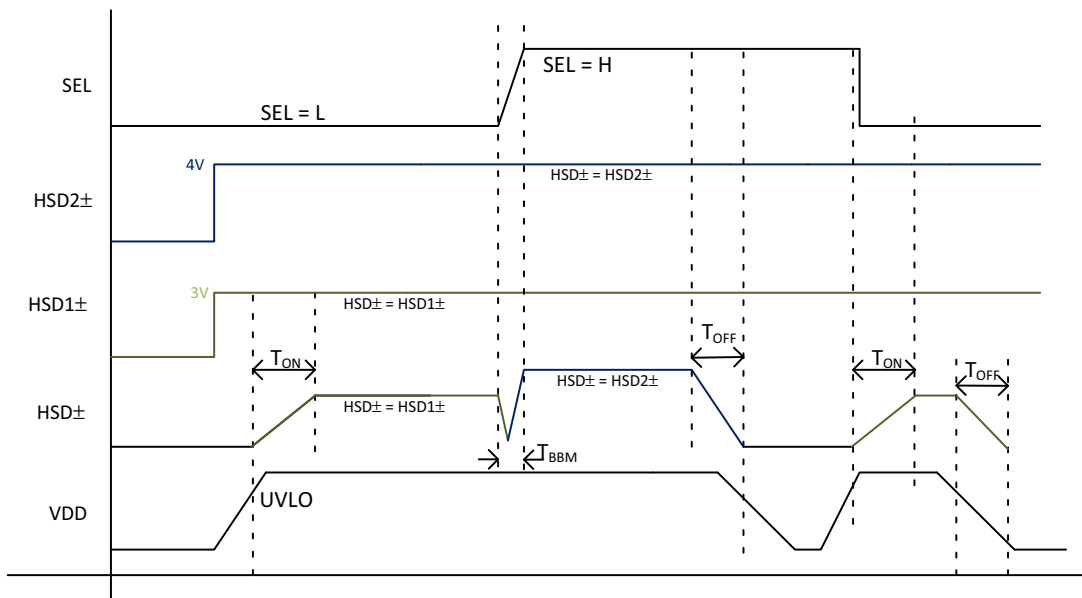 SEL
SEL = L
SEL = H
4V
HSD2±
HSD± = HSD2±
3V
HSD1±
HSD± = HSD1±
TON
TOFF
TON
TOFF
HSD±
HSD± = HSD1±
HSD± = HSD2±
TBBM
UVLO
VDD